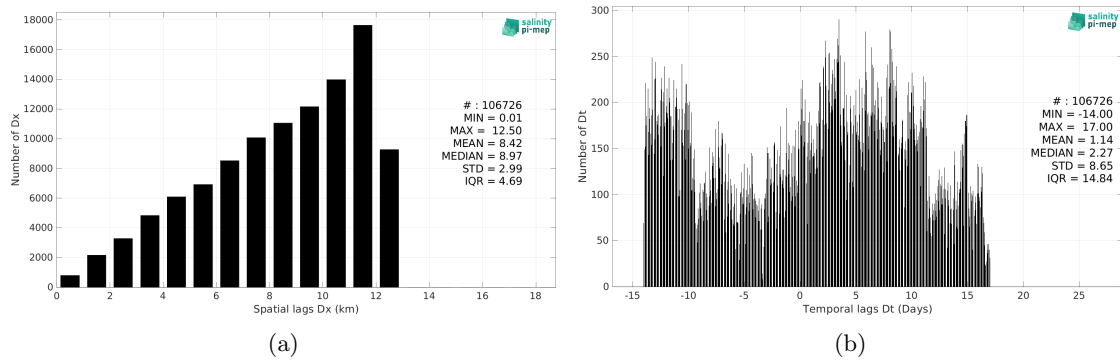 18000
16000
14000
12000
10000
8000
6000
4000
2000
0
Number of Dx
salinity
pi-mep
# : 106726
MIN = 0.01
MAX = 12.50
MEAN = 8.42
MEDIAN = 8.97
STD = 2.99
IQR = 4.69
0 2 4 6 8 10 12 14 16 18
Spatial lags Dx (km)
(a)
300
250
200
150
100
50
0
Number of Dt
salinity
pi-mep
# : 106726
MIN = -14.00
MAX = 17.00
MEAN = 1.14
MEDIAN = 2.27
STD = 8.65
IQR = 14.84
-15 -10 -5 0 5 10 15 20 25
Temporal lags Dt (Days)
(b)